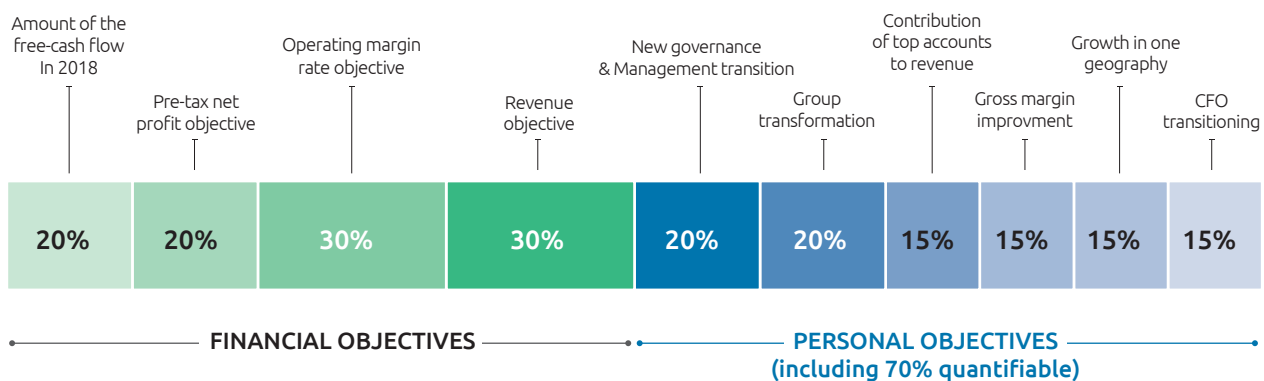 Amount of the
free-cash flow
In 2018
Pre-tax net
profit objective
Operating margin
rate objective
Revenue
objective
New governance
& Management transition
Group
transformation
Contribution
of top accounts
to revenue
Gross margin
improvment
Growth in one
geography
CFO
transitioning
20%
20%
30%
30%
20%
20%
15%
15%
15%
15%
FINANCIAL OBJECTIVES
PERSONAL OBJECTIVES
(including 70% quantifiable)